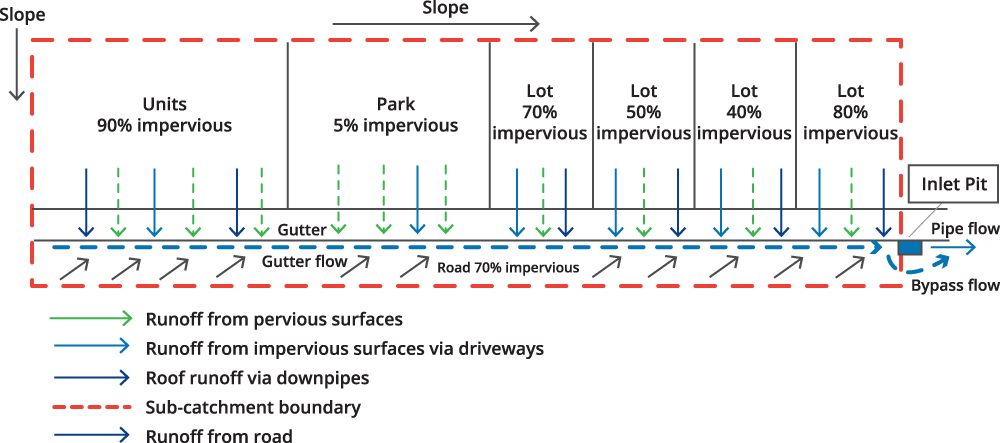 Slope
Slope
Units
90% impervious
Park
5% impervious
Lot
70%
impervious
Lot
50%
impervious
Lot
40%
impervious
Lot
80%
impervious
Inlet Pit
Gutter
Pipe flow
Gutter flow
Road 70% impervious
Bypass flow
Runoff from pervious surfaces
Runoff from impervious surfaces via driveways
Roof runoff via downpipes
Sub-catchment boundary
Runoff from road